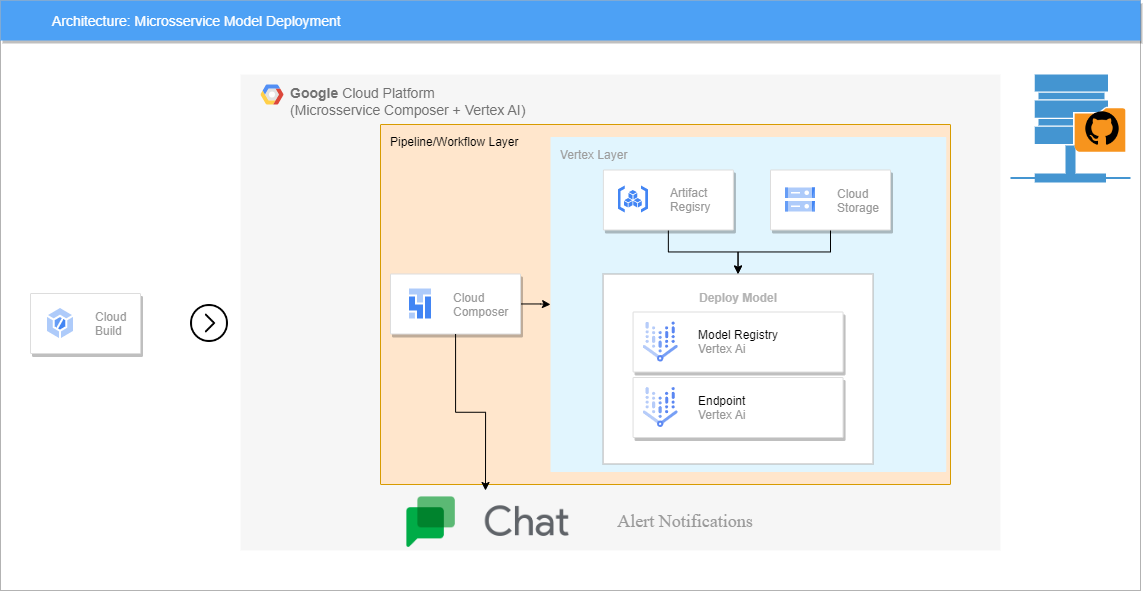 Architecture: Microsservice Model Deployment
Google Cloud Platform
(Microsservice Composer + Vertex AI)
Pipeline/Workflow Layer
Vertex Layer
Artifact
Regisry
Cloud
Storage
Cloud
Composer
Deploy Model
Model Registry
Vertex Ai
Endpoint
Vertex Ai
Cloud
Build
Chat
Alert Notifications